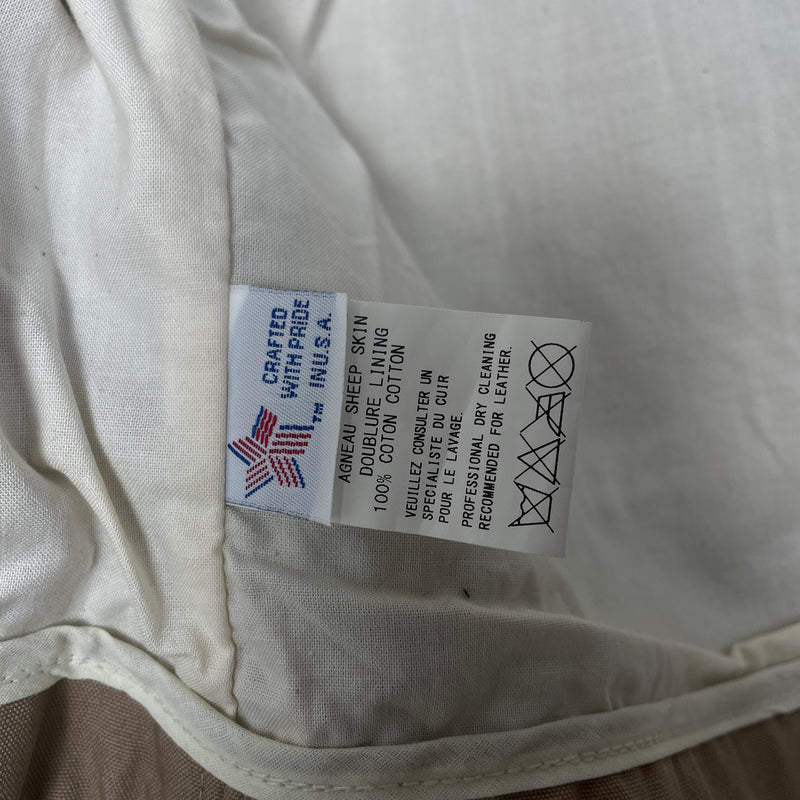 CRAFTED
WITH PRIDE
IN U.S.A.
TM
AGNEAU SHEEP SKIN
DOUBLURE LINING
100% COTON COTTON
VEUILLEZ CONSULTER UN
SPECIALISTE DU CUIR
POUR LE LAVAGE.
PROFESSIONAL DRY CLEANING
RECOMMENDED FOR LEATHER.